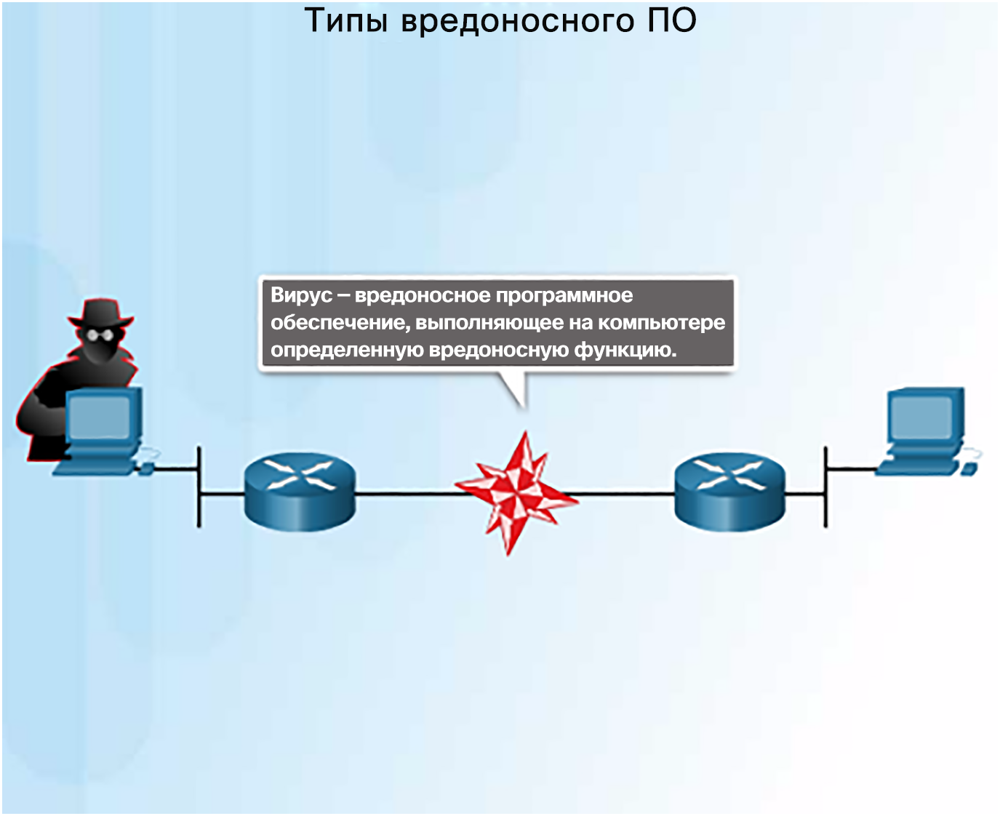 Типы вредоносного ПО
Вирус – вредоносное программное
обеспечение, выполняющее на компьютере
определенную вредоносную функцию.